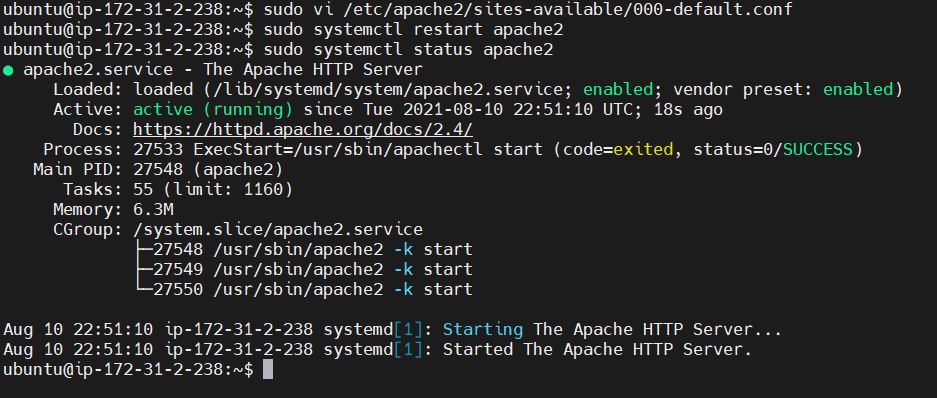 ubuntu@ip-172-31-2-238:~$ sudo vi /etc/apache2/sites-available/000-default.conf
ubuntu@ip-172-31-2-238:~$ sudo systemctl restart apache2
ubuntu@ip-172-31-2-238:~$ sudo systemctl status apache2
● apache2.service - The Apache HTTP Server
     Loaded: loaded (/lib/systemd/system/apache2.service; enabled; vendor preset: enabled)
     Active: active (running) since Tue 2021-08-10 22:51:10 UTC; 18s ago
       Docs: https://httpd.apache.org/docs/2.4/
    Process: 27533 ExecStart=/usr/sbin/apachectl start (code=exited, status=0/SUCCESS)
   Main PID: 27548 (apache2)
      Tasks: 55 (limit: 1160)
     Memory: 6.3M
     CGroup: /system.slice/apache2.service
             ├─27548 /usr/sbin/apache2 -k start
             ├─27549 /usr/sbin/apache2 -k start
             └─27550 /usr/sbin/apache2 -k start
Aug 10 22:51:10 ip-172-31-2-238 systemd[1]: Starting The Apache HTTP Server...
Aug 10 22:51:10 ip-172-31-2-238 systemd[1]: Started The Apache HTTP Server.
ubuntu@ip-172-31-2-238:~$